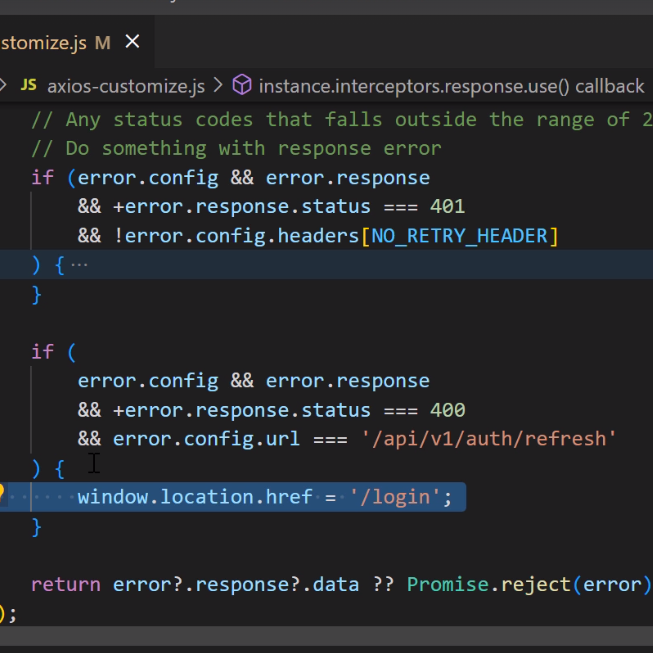 stomize.js M
JS axios-customize.js > instance.interceptors.response.use() callback
// Any status codes that falls outside the range of 2
// Do something with response error
if (error.config && error.response
&& +error.response.status === 401
&& !error.config.headers[NO_RETRY_HEADER]
) { ···
}
if (
error.config && error.response
&& +error.response.status === 400
&& error.config.url === '/api/v1/auth/refresh'
) {
window.location.href = '/login';
}
return error?.response?.data ?? Promise.reject(error)
);